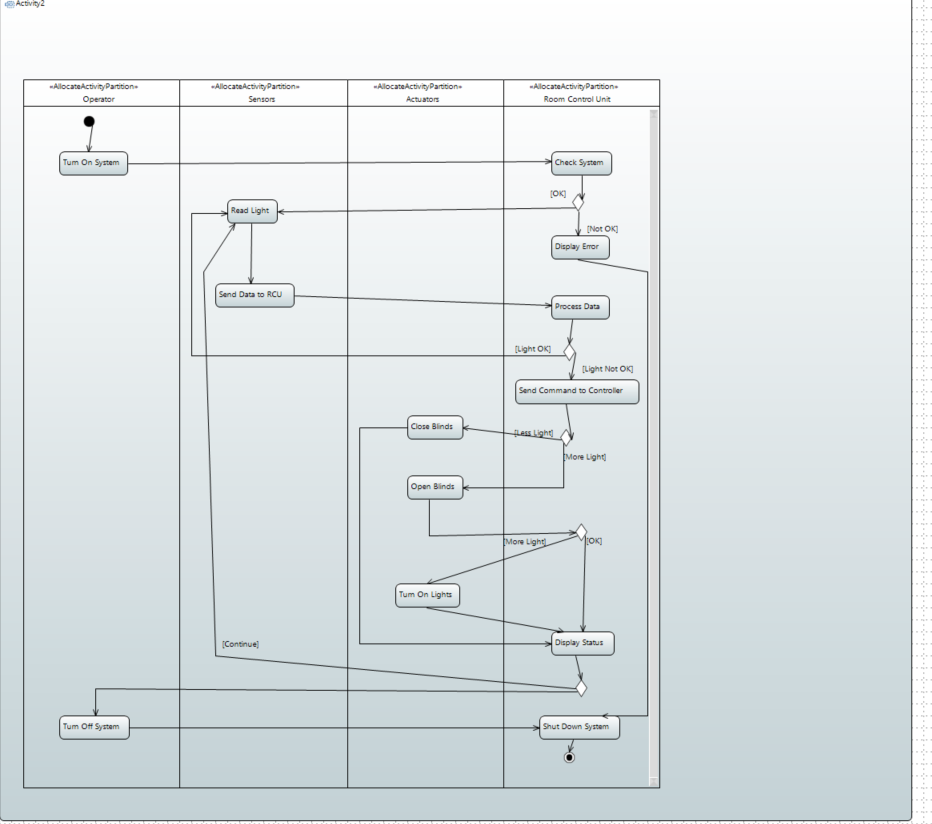 Activity2
«AllocateActivityPartition»
Operator
«AllocateActivityPartition»
Sensors
«AllocateActivityPartition»
Actuators
«AllocateActivityPartition»
Room Control Unit
Turn On System
Check System
[OK]
Read Light
[Not OK]
Display Error
Send Data to RCU
Process Data
[Light OK]
[Light Not OK]
Send Command to Controller
Close Blinds
[Less Light]
[More Light]
Open Blinds
[More Light]
[OK]
Turn On Lights
Display Status
[Continue]
Turn Off System
Shut Down System